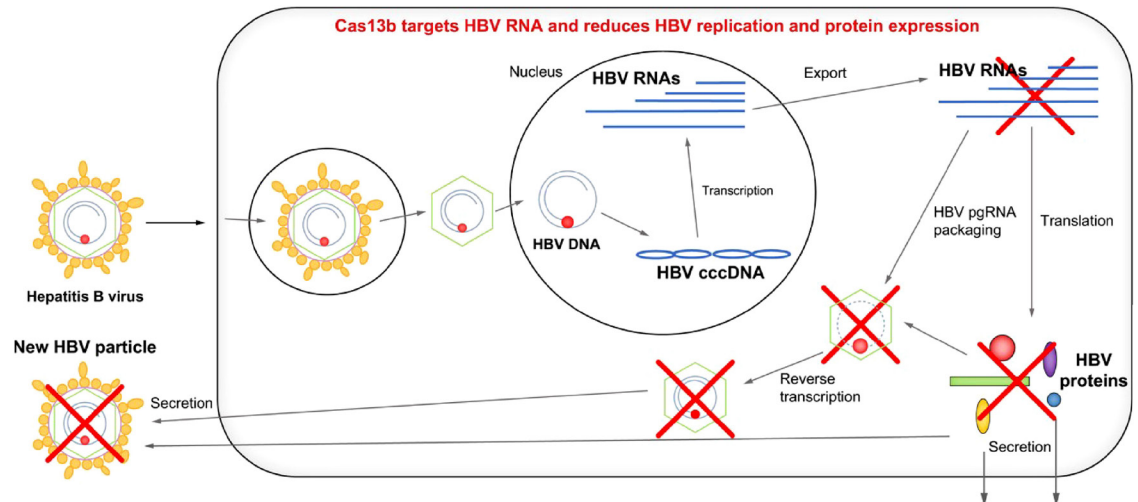 Cas13b targets HBV RNA and reduces HBV replication and protein expression
Nucleus
HBV RNAs
Export
HBV RNAs
Transcription
HBV DNA
HBV cccDNA
HBV pgRNA
packaging
Translation
Hepatitis B virus
New HBV particle
Secretion
Reverse
transcription
HBV
proteins
Secretion